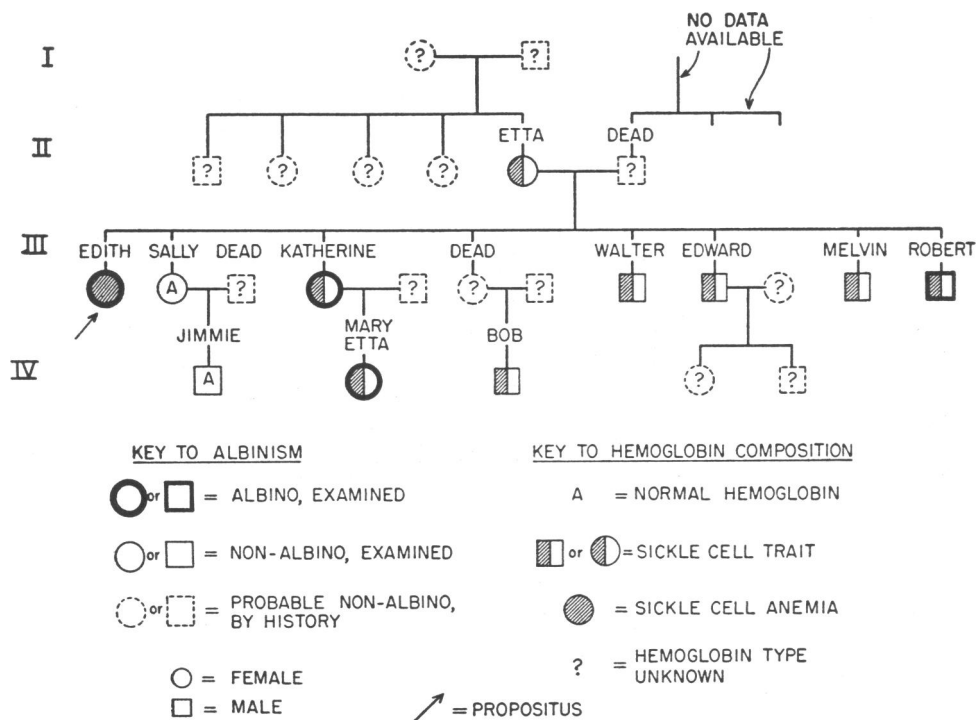 NO DATA
AVAILABLE
I
? ?
ETTA DEAD
II
? ? ? ? ?
III
EDITH SALLY DEAD KATHERINE DEAD WALTER EDWARD MELVIN ROBERT
A ? ? ? ? ?
JIMMIE MARY
ETTA BOB
IV
A ? ?
KEY TO ALBINISM
or = ALBINO, EXAMINED
or = NON-ALBINO, EXAMINED
or = PROBABLE NON-ALBINO,
BY HISTORY
= FEMALE
= MALE
= PROPOSITUS
KEY TO HEMOGLOBIN COMPOSITION
A = NORMAL HEMOGLOBIN
or = SICKLE CELL TRAIT
= SICKLE CELL ANEMIA
? = HEMOGLOBIN TYPE
UNKNOWN